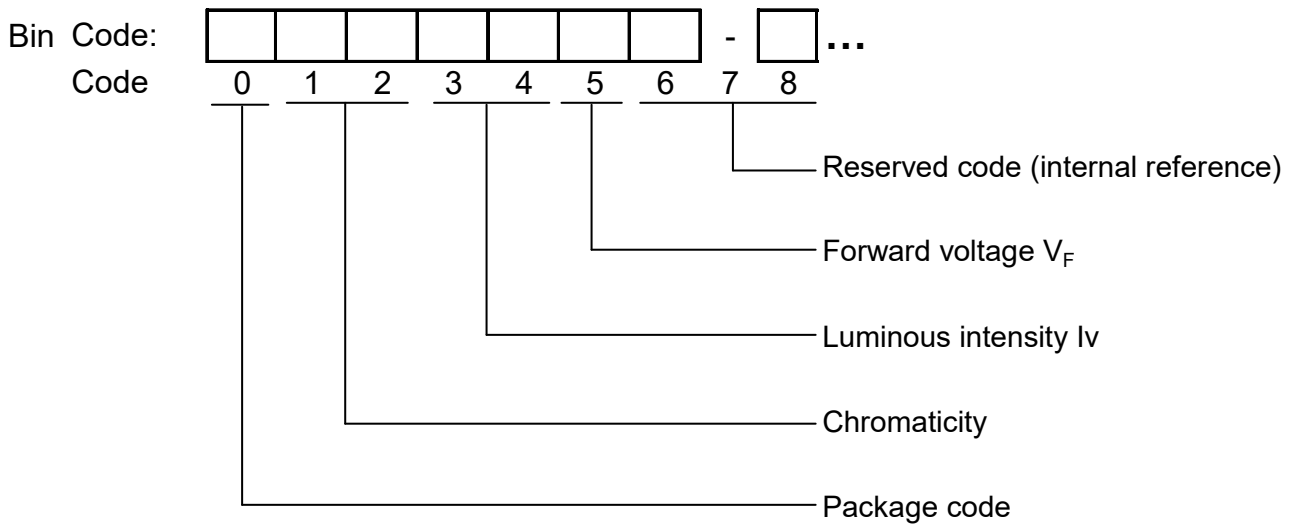 Bin Code: - ...
Code 0 1 2 3 4 5 6 7 8
Reserved code (internal reference)
Forward voltage VF
Luminous intensity Iv
Chromaticity
Package code